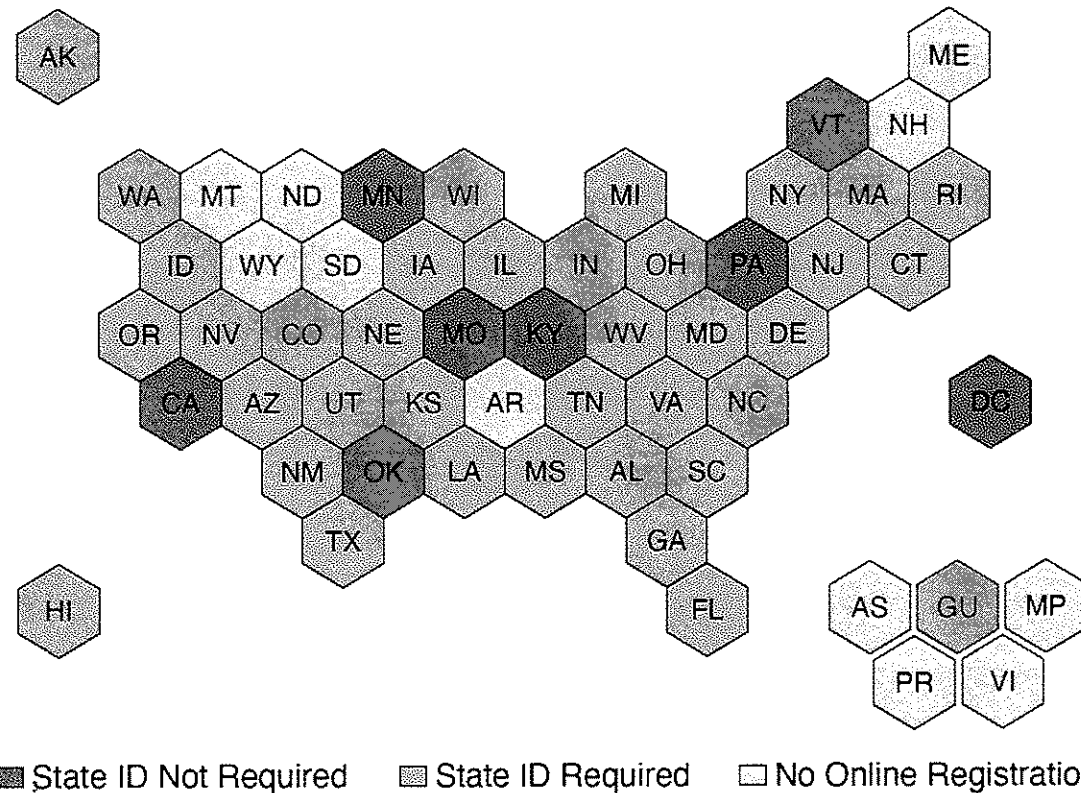 AK
ME
VT NH
WA MT ND MN WI MI NY MA RI
ID WY SD IA IL IN OH PA NJ CT
OR NV CO NE MO KY WV MD DE
CA AZ UT KS AR TN VA NC DC
NM OK LA MS AL SC
TX GA
HI FL AS GU MP
PR VI
State ID Not Required State ID Required No Online Registratio